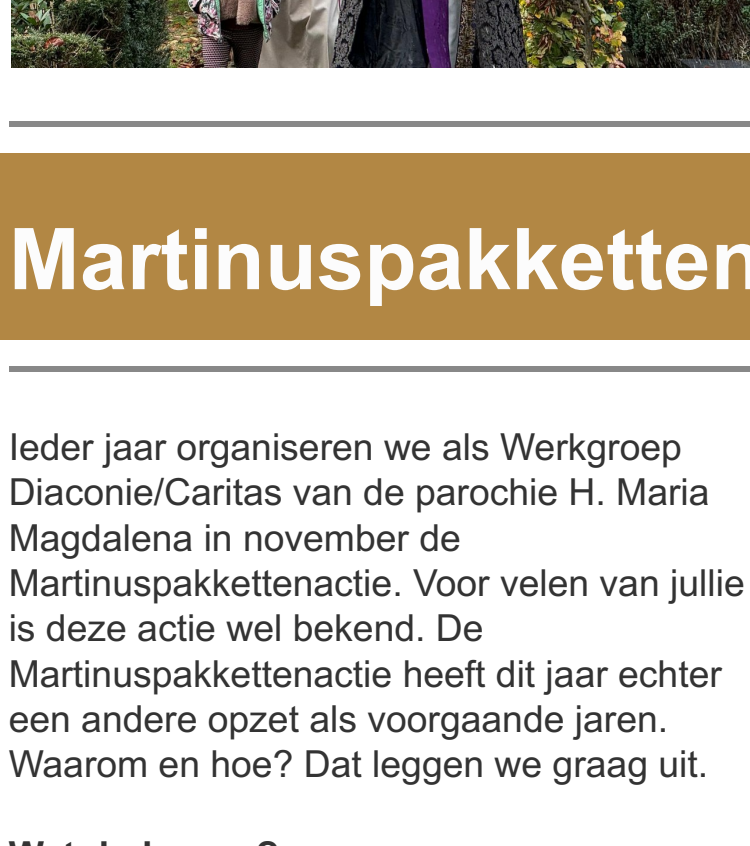 Martinuspakketten
Ieder jaar organiseren we als Werkgroep
Diaconie/Caritas van de parochie H. Maria
Magdalena in november de
Martinuspakkettenactie. Voor velen van jullie
is deze actie wel bekend. De
Martinuspakkettenactie heeft dit jaar echter
een andere opzet als voorgaande jaren.
Waarom en hoe? Dat leggen we graag uit.